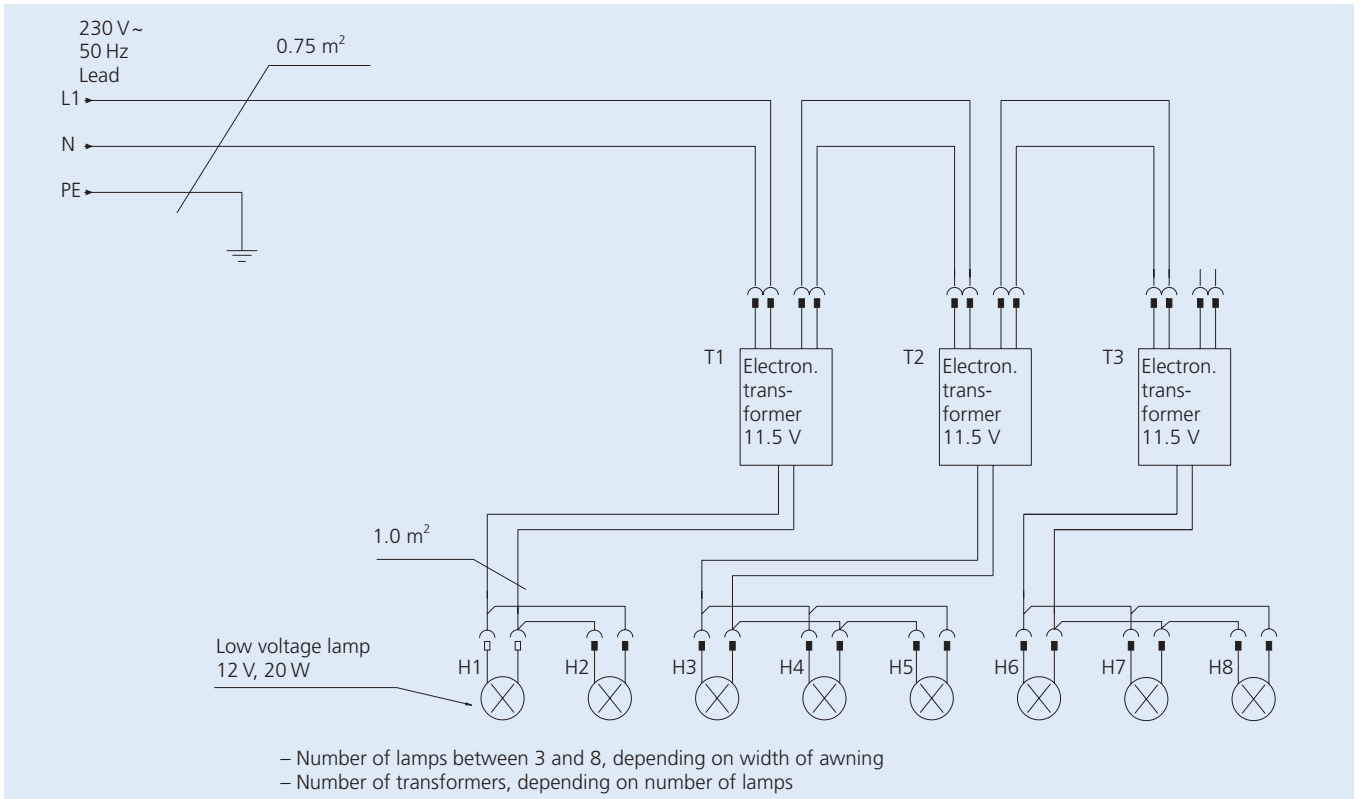 230 V~
50 Hz
Lead
0.75 m²
L1
N
PE
T1
Electron.
trans-
former
11.5 V
T2
Electron.
trans-
former
11.5 V
T3
Electron.
trans-
former
11.5 V
1.0 m²
Low voltage lamp
12 V, 20 W
H1
H2
H3
H4
H5
H6
H7
H8
– Number of lamps between 3 and 8, depending on width of awning
– Number of transformers, depending on number of lamps